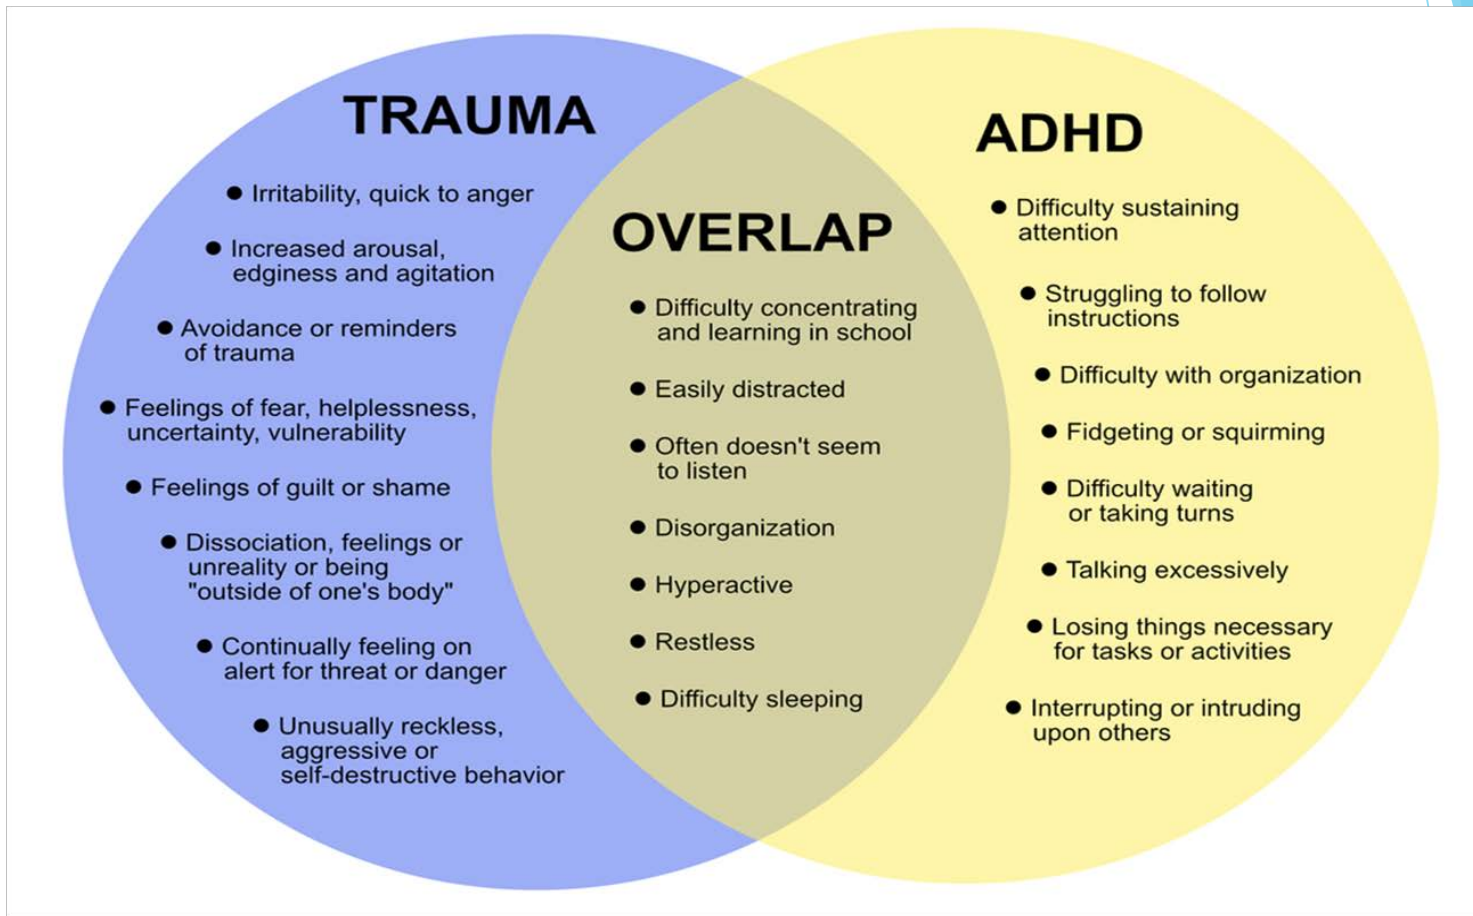 TRAUMA
● Irritability, quick to anger
● Increased arousal,
edginess and agitation
● Avoidance or reminders
of trauma
● Feelings of fear, helplessness,
uncertainty, vulnerability
● Feelings of guilt or shame
● Dissociation, feelings or
unreality or being
"outside of one's body"
● Continually feeling on
alert for threat or danger
● Unusually reckless,
aggressive or
self-destructive behavior
OVERLAP
● Difficulty concentrating
and learning in school
● Easily distracted
● Often doesn't seem
to listen
● Disorganization
● Hyperactive
● Restless
● Difficulty sleeping
ADHD
● Difficulty sustaining
attention
● Struggling to follow
instructions
● Difficulty with organization
● Fidgeting or squirming
● Difficulty waiting
or taking turns
● Talking excessively
● Losing things necessary
for tasks or activities
● Interrupting or intruding
upon others